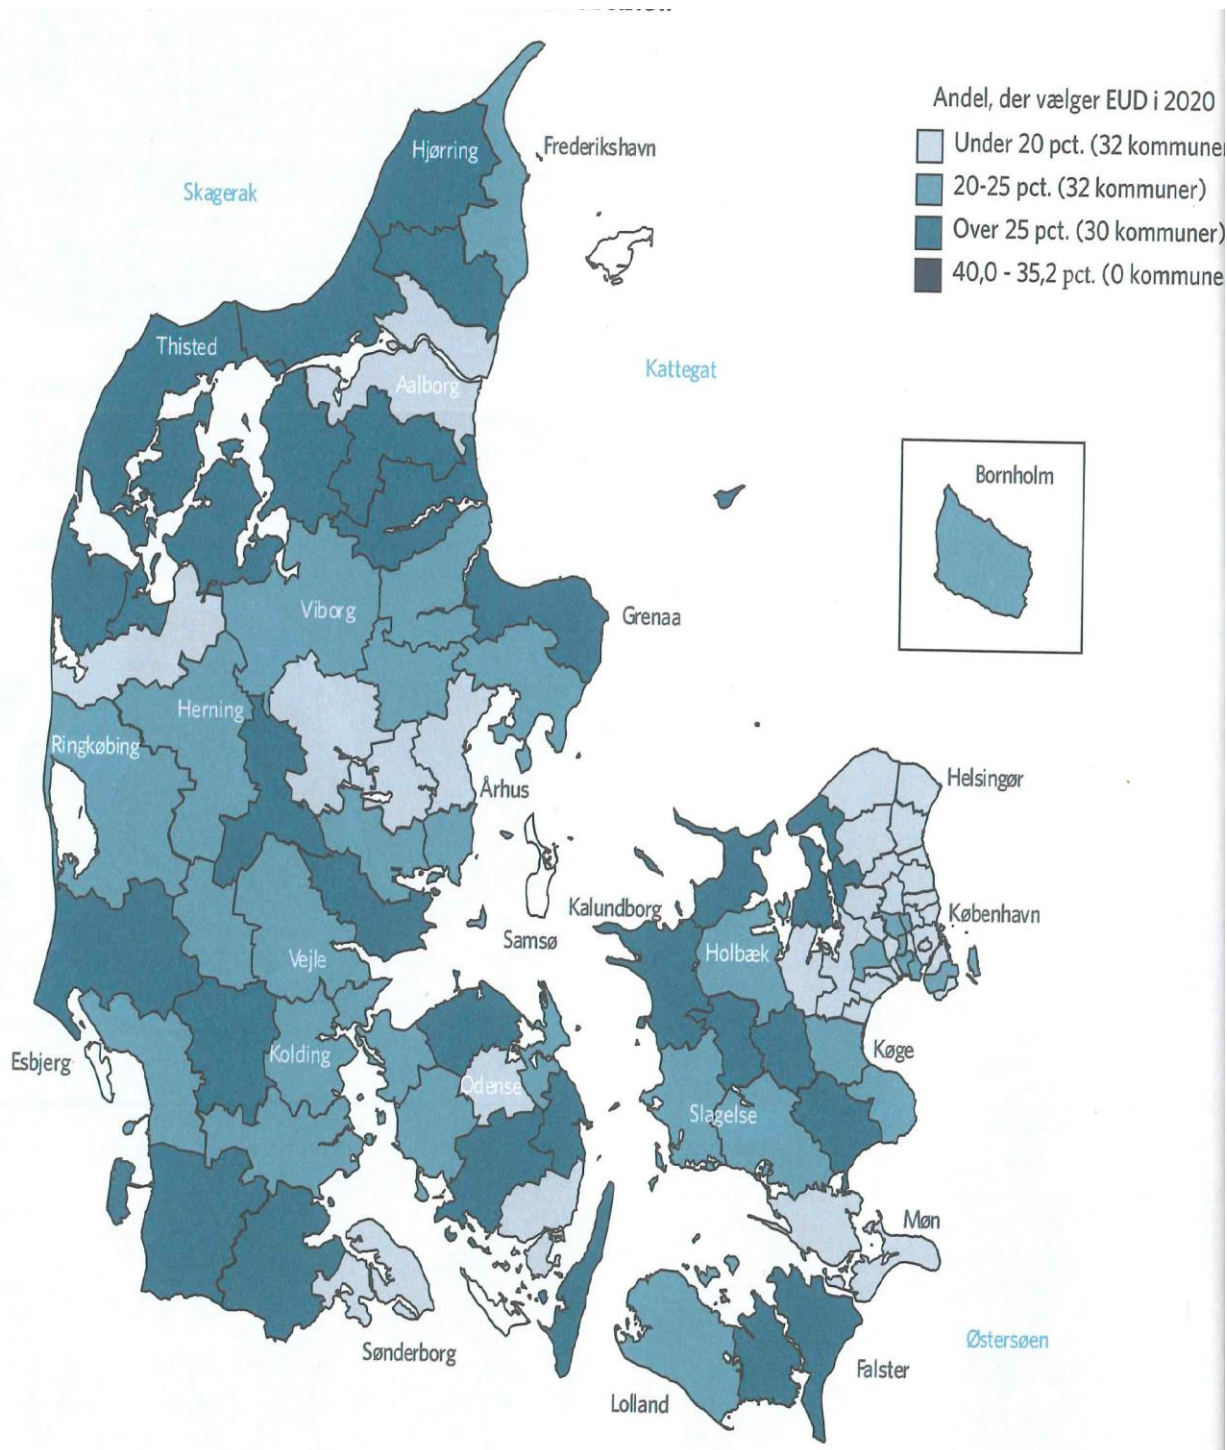 Andel, der vælger EUD i 2020
Under 20 pct. (32 kommuner
20-25 pct. (32 kommuner)
Over 25 pct. (30 kommuner)
40,0 - 35,2 pct. (0 kommune
Hjørring
Frederikshavn
Skagerak
Thisted
Kattegat
Aalborg
Bornholm
Viborg
Grenaa
Herning
Ringkøbing
Helsingør
Århus
Kalundborg
København
Samsø
Holbæk
Vejle
Esbjerg
Kolding
Køge
Odense
Slagelse
Møn
Østersøen
Sønderborg
Falster
Lolland